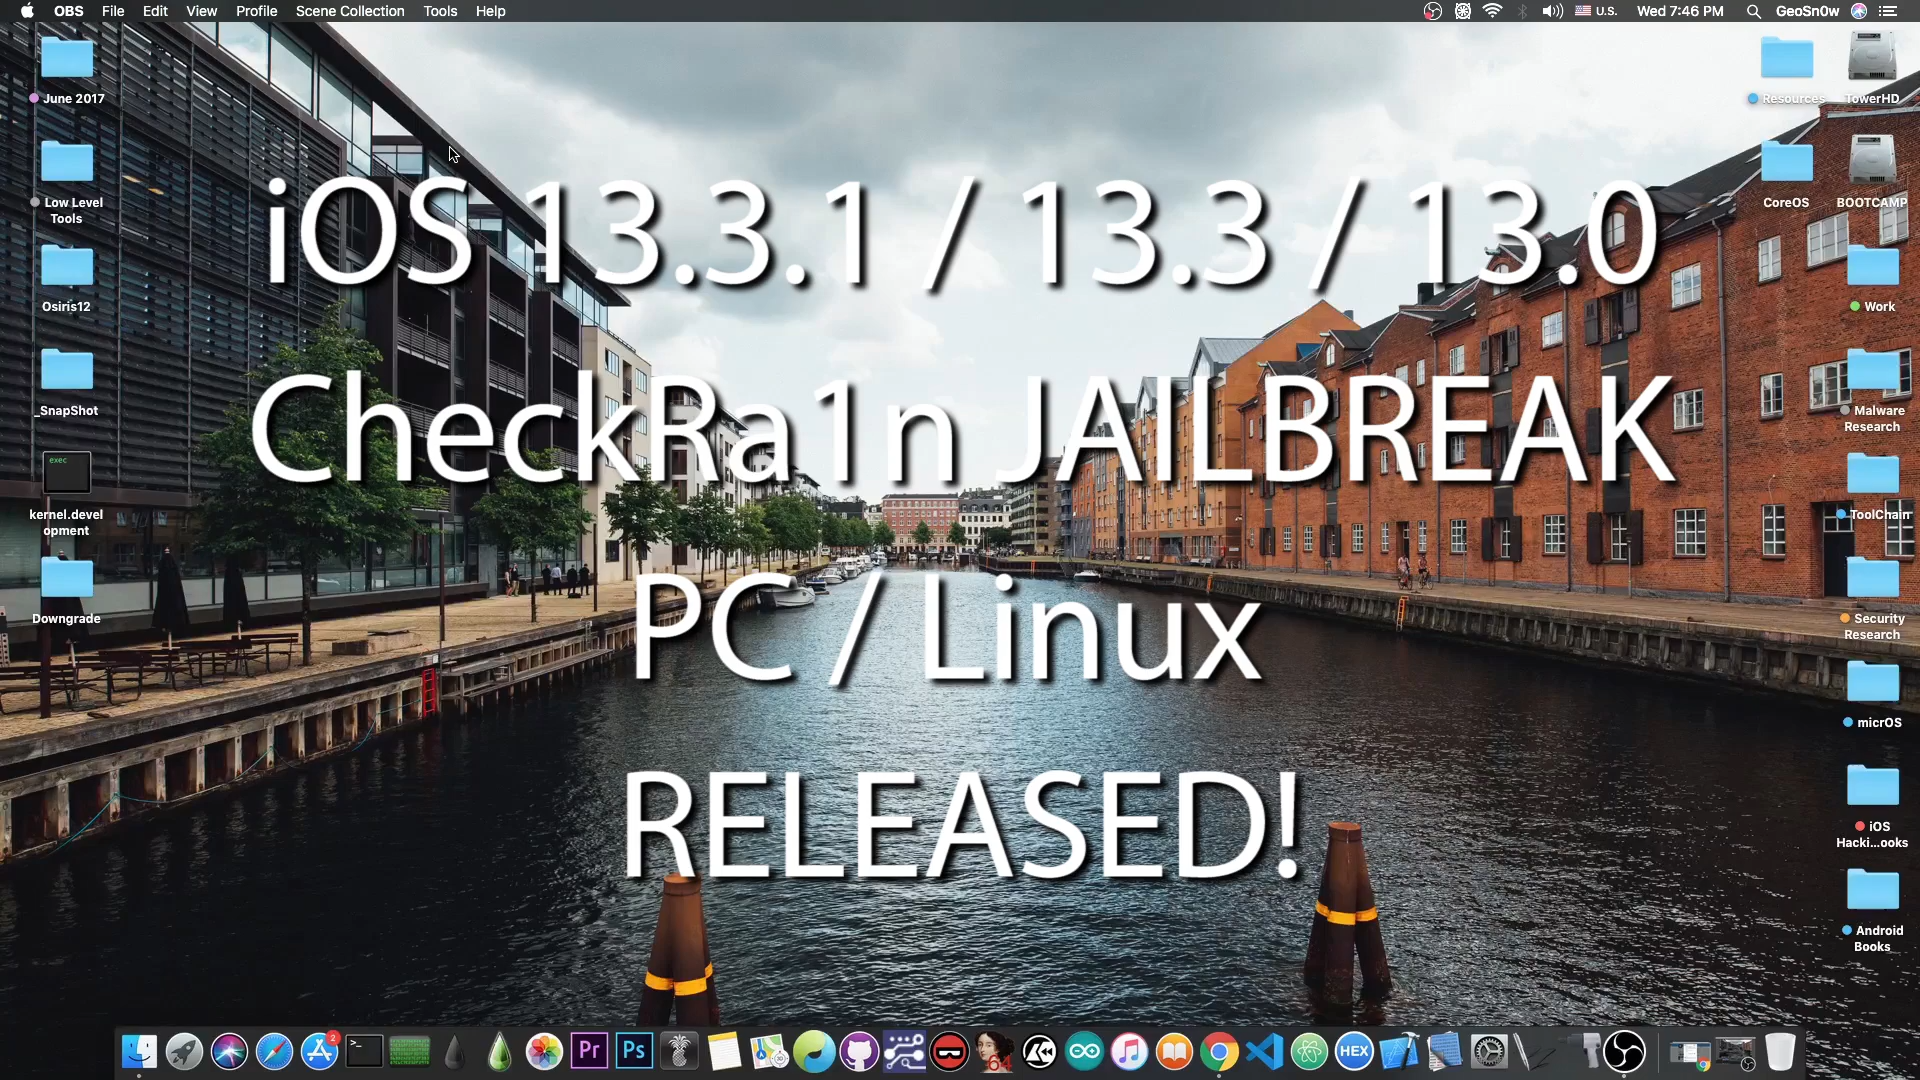 OBS File Edit View Profile Scene Collection Tools Help
U.S. Wed 7:46 PM GeoSn0w
June 2017
Low Level
Tools
Osiris12
_SnapShot
exec
kernel.devel
opment
Downgrade
iOS 13.3.1 / 13.3 / 13.0
CheckRa1n JAILBREAK
PC / Linux
RELEASED!
Resources
TowerHD
CoreOS
BOOTCAMP
Work
Malware
Research
ToolChain
Security
Research
micrOS
iOS
Hacki...ooks
Android
Books
2
>_
Pr
Ps
64
HEX